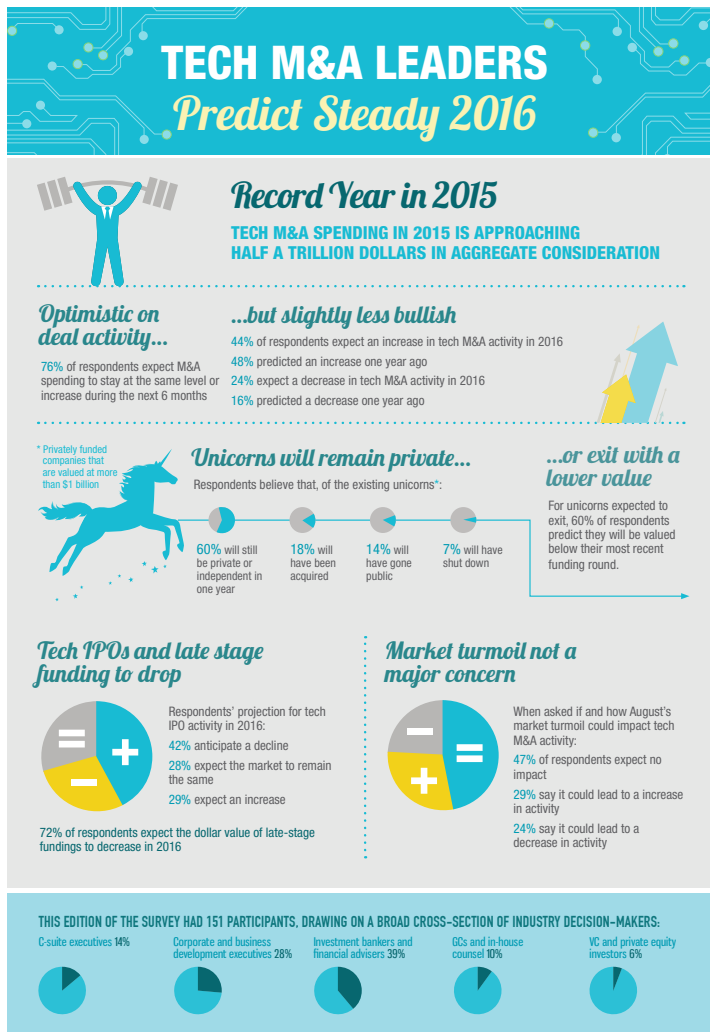 TECH M&A LEADERS
Predict Steady 2016
Record Year in 2015
TECH M&A SPENDING IN 2015 IS APPROACHING
HALF A TRILLION DOLLARS IN AGGREGATE CONSIDERATION
Optimistic on
deal activity...
76% of respondents expect M&A
spending to stay at the same level or
increase during the next 6 months
...but slightly less bullish
44% of respondents expect an increase in tech M&A activity in 2016
48% predicted an increase one year ago
24% expect a decrease in tech M&A activity in 2016
16% predicted a decrease one year ago
* Privately funded
companies that
are valued at more
than $1 billion
Unicorns will remain private...
Respondents believe that, of the existing unicorns*:
60% will still
be private or
independent in
one year
18% will
have been
acquired
14% will
have gone
public
7% will have
shut down
...or exit with a
lower value
For unicorns expected to
exit, 60% of respondents
predict they will be valued
below their most recent
funding round.
Tech IPOs and late stage
funding to drop
=
+
−
Respondents' projection for tech
IPO activity in 2016:
42% anticipate a decline
28% expect the market to remain
the same
29% expect an increase
72% of respondents expect the dollar value of late-stage
fundings to decrease in 2016
Market turmoil not a
major concern
−
=
+
When asked if and how August's
market turmoil could impact tech
M&A activity:
47% of respondents expect no
impact
29% say it could lead to a increase
in activity
24% say it could lead to a
decrease in activity
THIS EDITION OF THE SURVEY HAD 151 PARTICIPANTS, DRAWING ON A BROAD CROSS-SECTION OF INDUSTRY DECISION-MAKERS:
C-suite executives 14%
Corporate and business
development executives 28%
Investment bankers and
financial advisers 39%
GCs and in-house
counsel 10%
VC and private equity
investors 6%